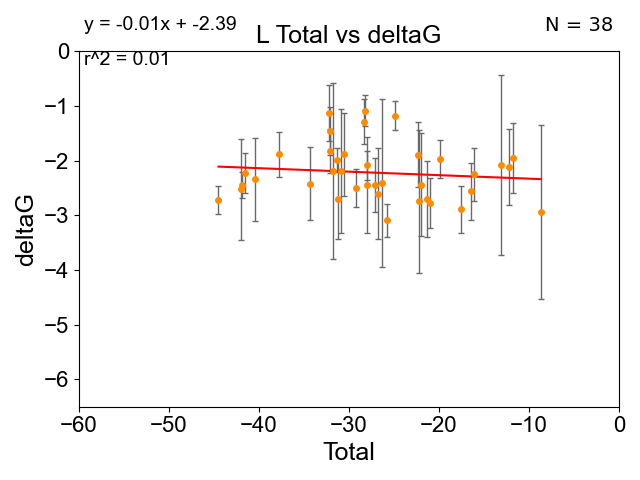 y = -0.01x + -2.39
N = 38
L Total vs deltaG
r^2 = 0.01
0
−1
−2
−3
−4
−5
−6
deltaG
−60
−50
−40
−30
−20
−10
0
Total